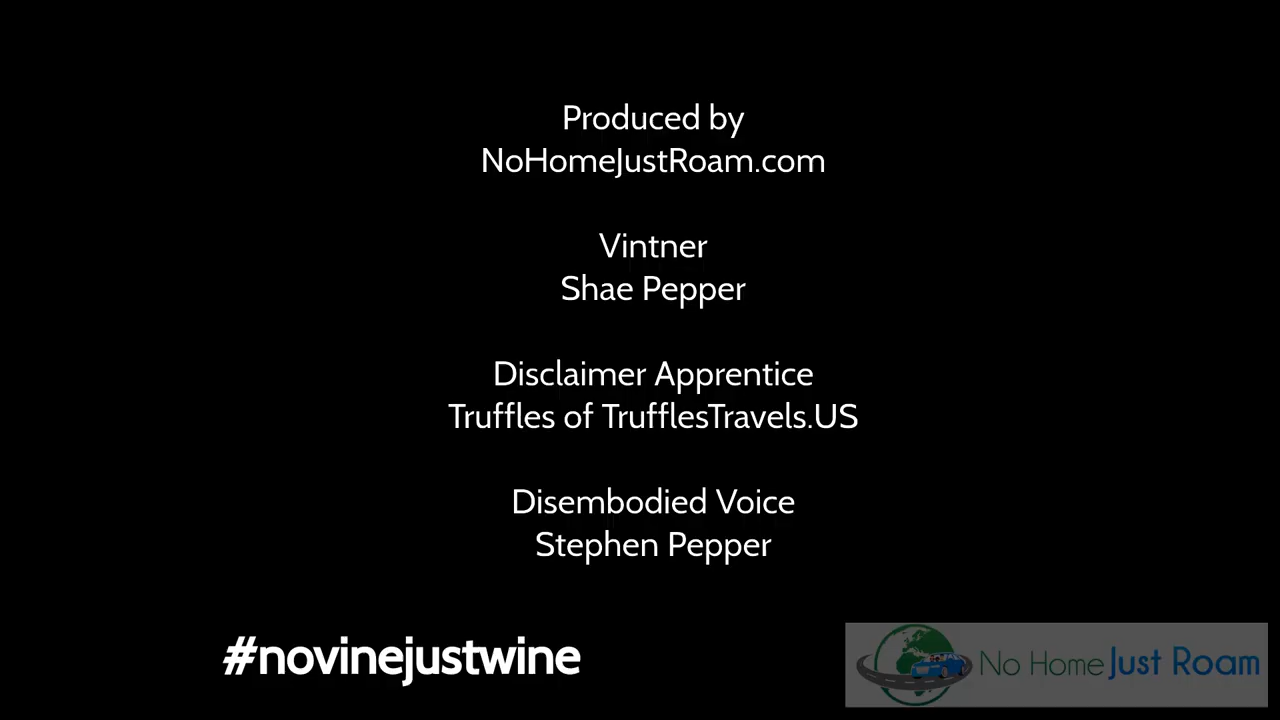 Produced by
NoHomeJustRoam.com
Vintner
Shae Pepper
Disclaimer Apprentice
Truffles of TrufflesTravels.US
Disembodied Voice
Stephen Pepper
#novinejustwine
No Home Just Roam